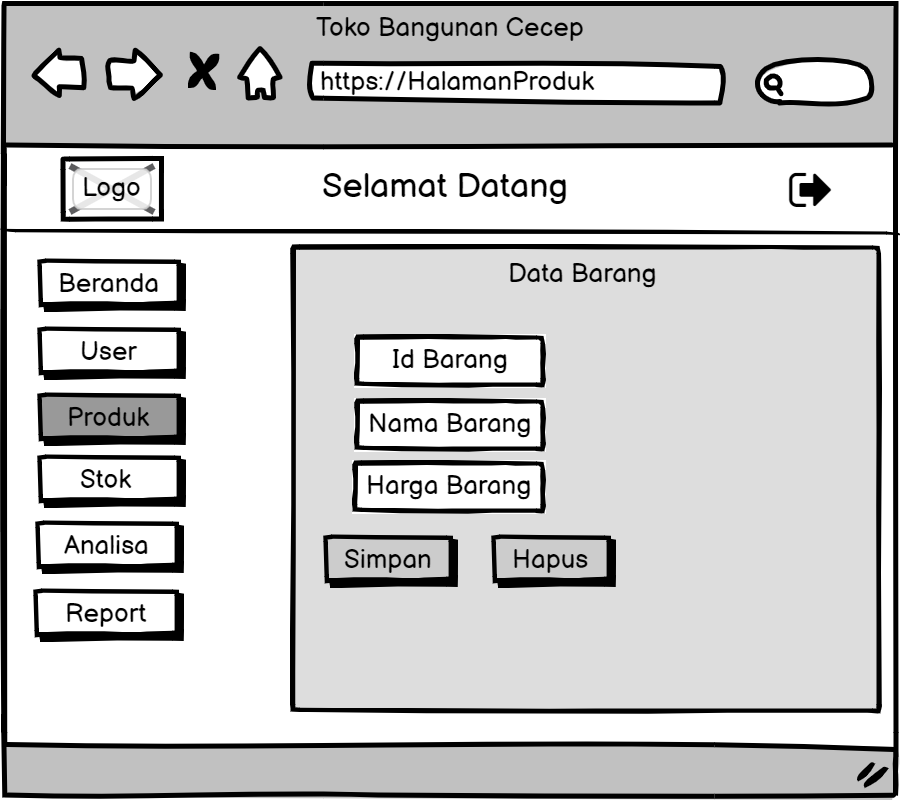 Toko Bangunan Cecep
https://HalamanProduk
Logo
Selamat Datang
Beranda
User
Produk
Stok
Analisa
Report
Data Barang
Id Barang
Nama Barang
Harga Barang
Simpan
Hapus